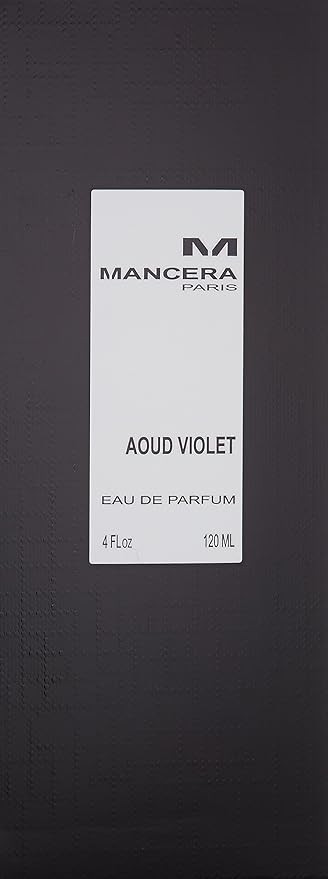 M
MANCERA
PARIS
AOUD VIOLET
EAU DE PARFUM
4 FLoz 120 ML